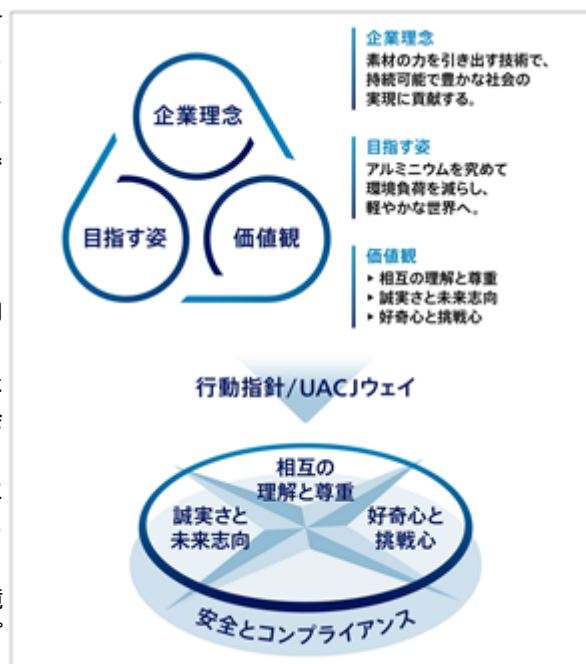 企業理念
目指す姿
価値観
企業理念
素材の力を引き出す技術で、
持続可能で豊かな社会の
実現に貢献する。
目指す姿
アルミニウムを究めて
環境負荷を減らし、
軽やかな世界へ。
価値観
▸ 相互の理解と尊重
▸ 誠実さと未来志向
▸ 好奇心と挑戦心
行動指針/UACJウェイ
相互の
理解と尊重
誠実さと
未来志向
好奇心と
挑戦心
安全とコンプライアンス